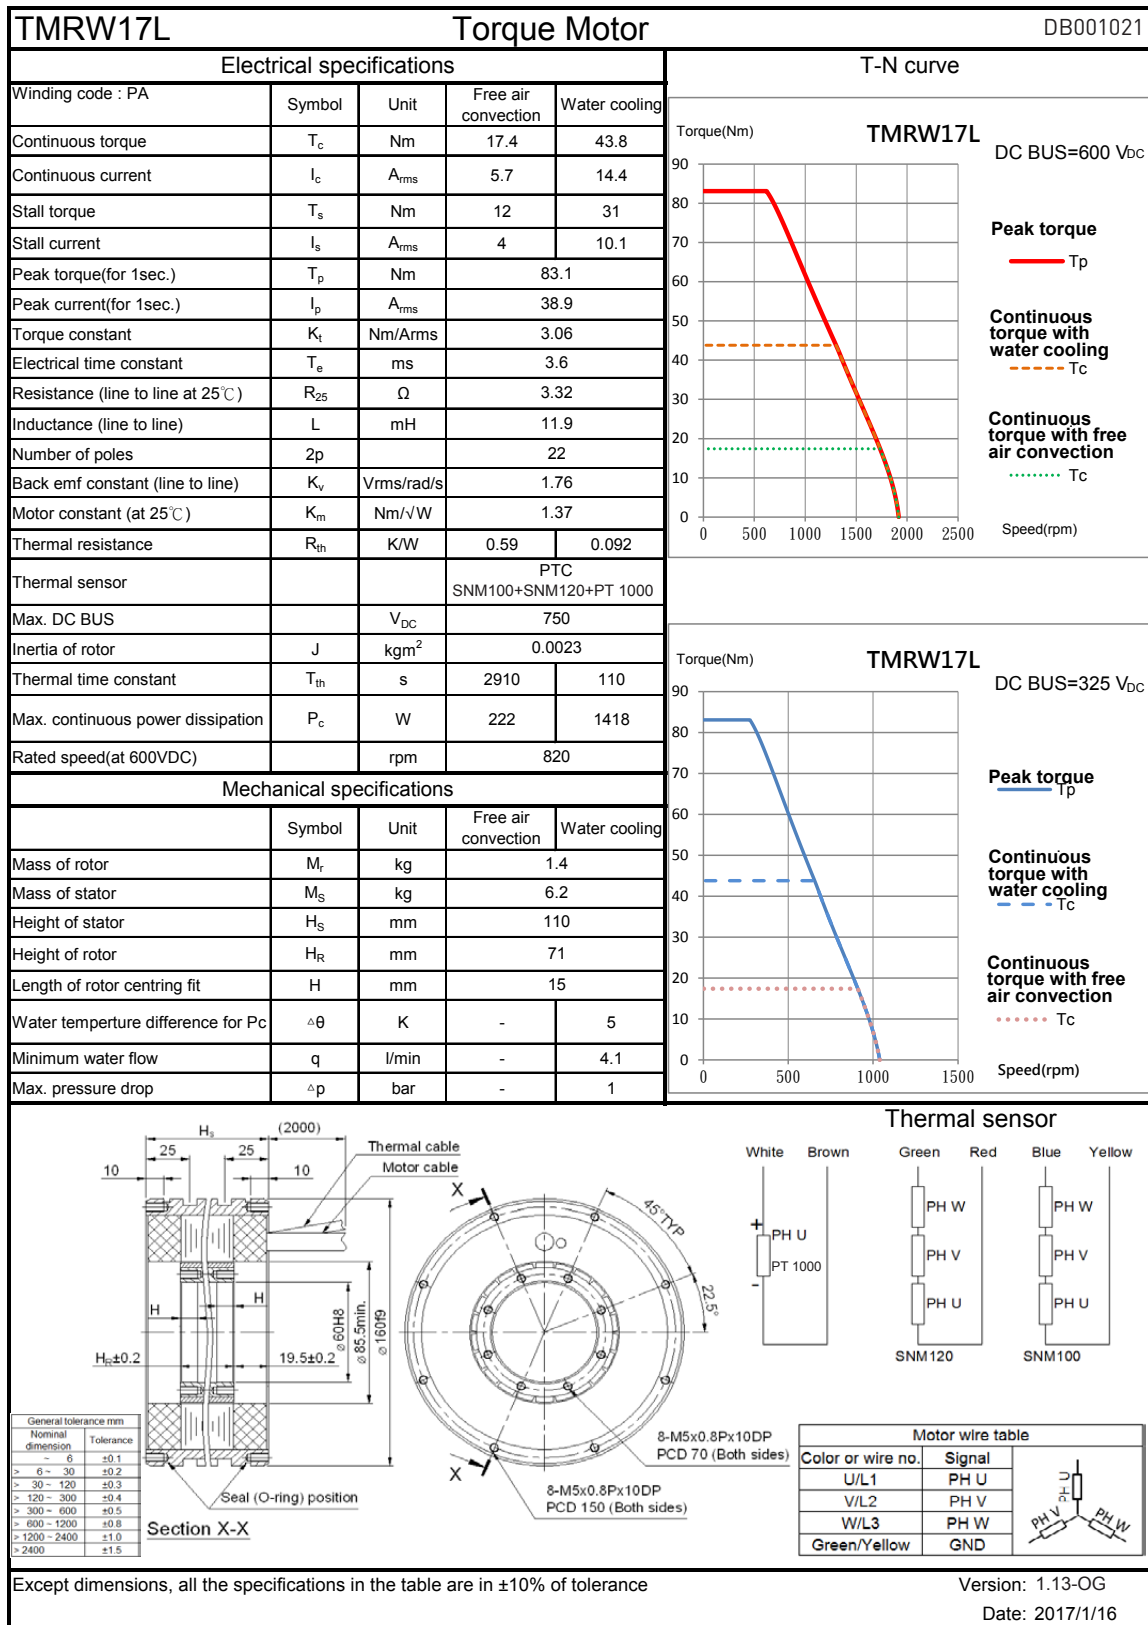 TMRW17L Torque Motor DB001021
Electrical specifications
Winding code : PA Symbol Unit Free air convection Water cooling
Continuous torque Tc Nm 17.4 43.8
Continuous current Ic Arms 5.7 14.4
Stall torque Ts Nm 12 31
Stall current Is Arms 4 10.1
Peak torque(for 1sec.) Tp Nm 83.1
Peak current(for 1sec.) Ip Arms 38.9
Torque constant Kt Nm/Arms 3.06
Electrical time constant Te ms 3.6
Resistance (line to line at 25℃) R25 Ω 3.32
Inductance (line to line) L mH 11.9
Number of poles 2p 22
Back emf constant (line to line) Kv Vrms/rad/s 1.76
Motor constant (at 25℃) Km Nm/√W 1.37
Thermal resistance Rth K/W 0.59 0.092
Thermal sensor PTC
SNM100+SNM120+PT 1000
Max. DC BUS VDC 750
Inertia of rotor J kgm² 0.0023
Thermal time constant Tth s 2910 110
Max. continuous power dissipation Pc W 222 1418
Rated speed(at 600VDC) rpm 820
Mechanical specifications
Symbol Unit Free air convection Water cooling
Mass of rotor Mr kg 1.4
Mass of stator MS kg 6.2
Height of stator HS mm 110
Height of rotor HR mm 71
Length of rotor centring fit H mm 15
Water temperture difference for Pc △θ K - 5
Minimum water flow q l/min - 4.1
Max. pressure drop △p bar - 1
T-N curve
Torque(Nm) TMRW17L
DC BUS=600 VDC
90
80
70
60
50
40
30
20
10
0
0 500 1000 1500 2000 2500
Speed(rpm)
Peak torque
Tp
Continuous
torque with
water cooling
Tc
Continuous
torque with free
air convection
Tc
Torque(Nm) TMRW17L
DC BUS=325 VDC
90
80
70
60
50
40
30
20
10
0
0 500 1000 1500
Speed(rpm)
Peak torque
Tp
Continuous
torque with
water cooling
Tc
Continuous
torque with free
air convection
Tc
Hs (2000)
25 25
10 10
Thermal cable
Motor cable
H H
HR±0.2 19.5±0.2
⌀60H8
⌀85.5min.
⌀160f9
Seal (O-ring) position
Section X-X
X
X
45°TYP
22.5°
8-M5x0.8Px10DP
PCD 70 (Both sides)
8-M5x0.8Px10DP
PCD 150 (Both sides)
General tolerance mm
Nominal dimension Tolerance
~ 6 ±0.1
> 6 ~ 30 ±0.2
> 30 ~ 120 ±0.3
> 120 ~ 300 ±0.4
> 300 ~ 600 ±0.5
> 600 ~ 1200 ±0.8
> 1200 ~ 2400 ±1.0
> 2400 ±1.5
Thermal sensor
White Brown Green Red Blue Yellow
+
PH U
PT 1000
-
PH W
PH V
PH U
SNM120
PH W
PH V
PH U
SNM100
Motor wire table
Color or wire no. Signal
U/L1 PH U
V/L2 PH V
W/L3 PH W
Green/Yellow GND
PH U
PH V
PH W
Except dimensions, all the specifications in the table are in ±10% of tolerance
Version: 1.13-OG
Date: 2017/1/16